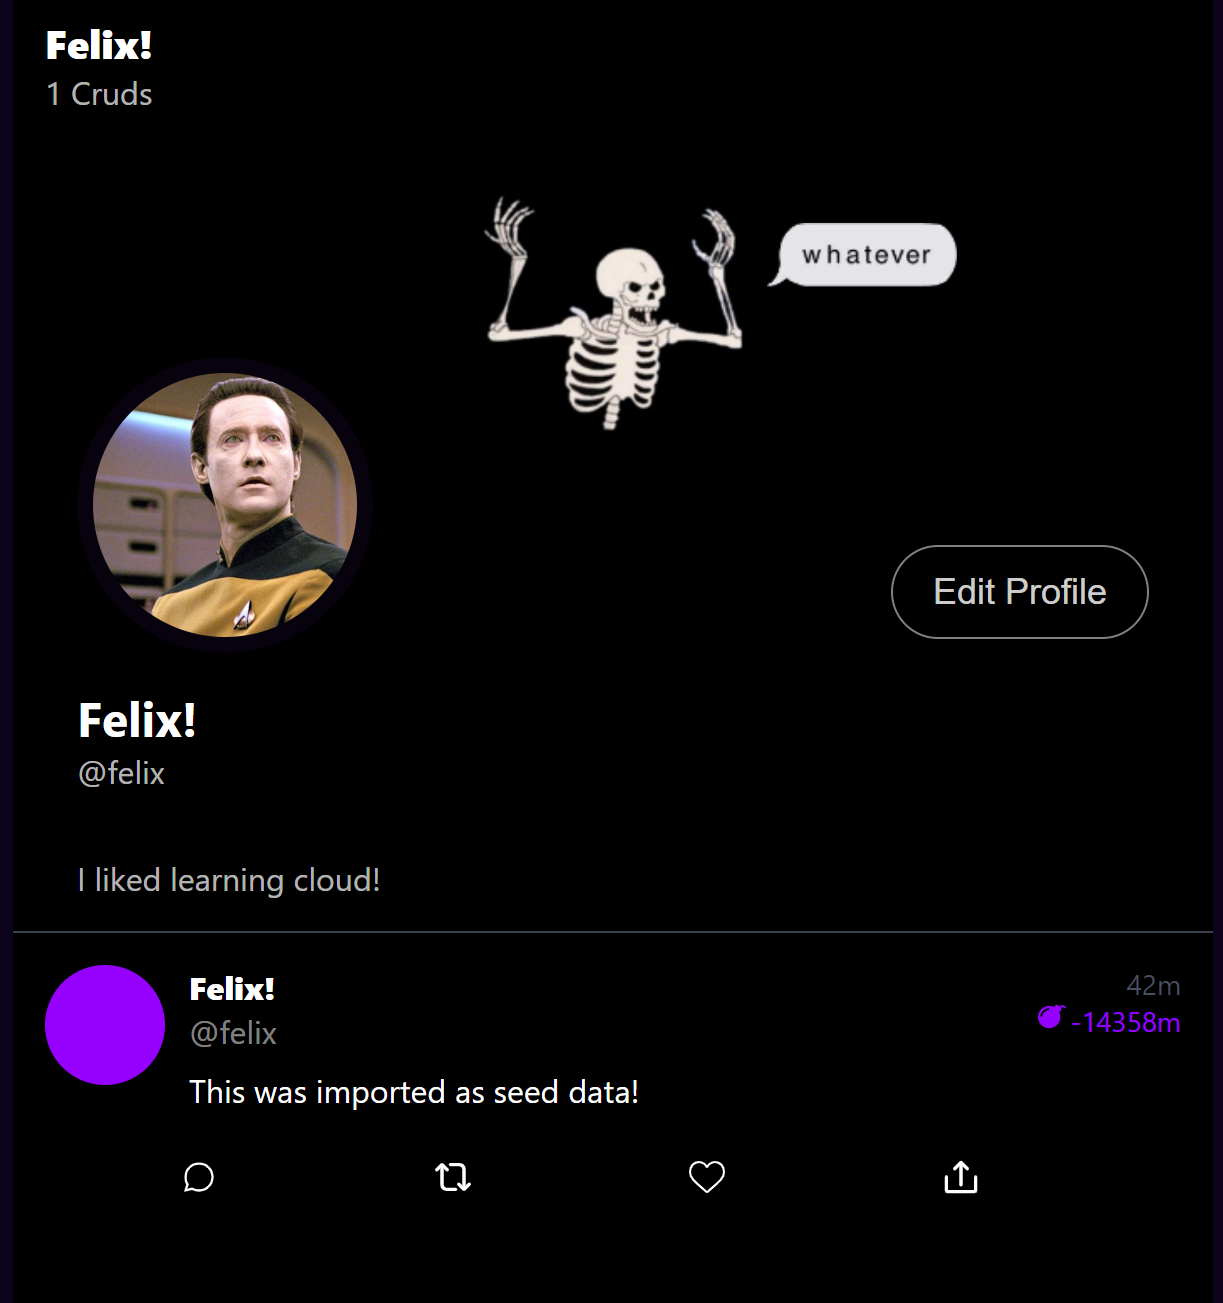 Felix!
1 Cruds
whatever
Edit Profile
Felix!
@felix
I liked learning cloud!
Felix!
42m
@felix
-14358m
This was imported as seed data!